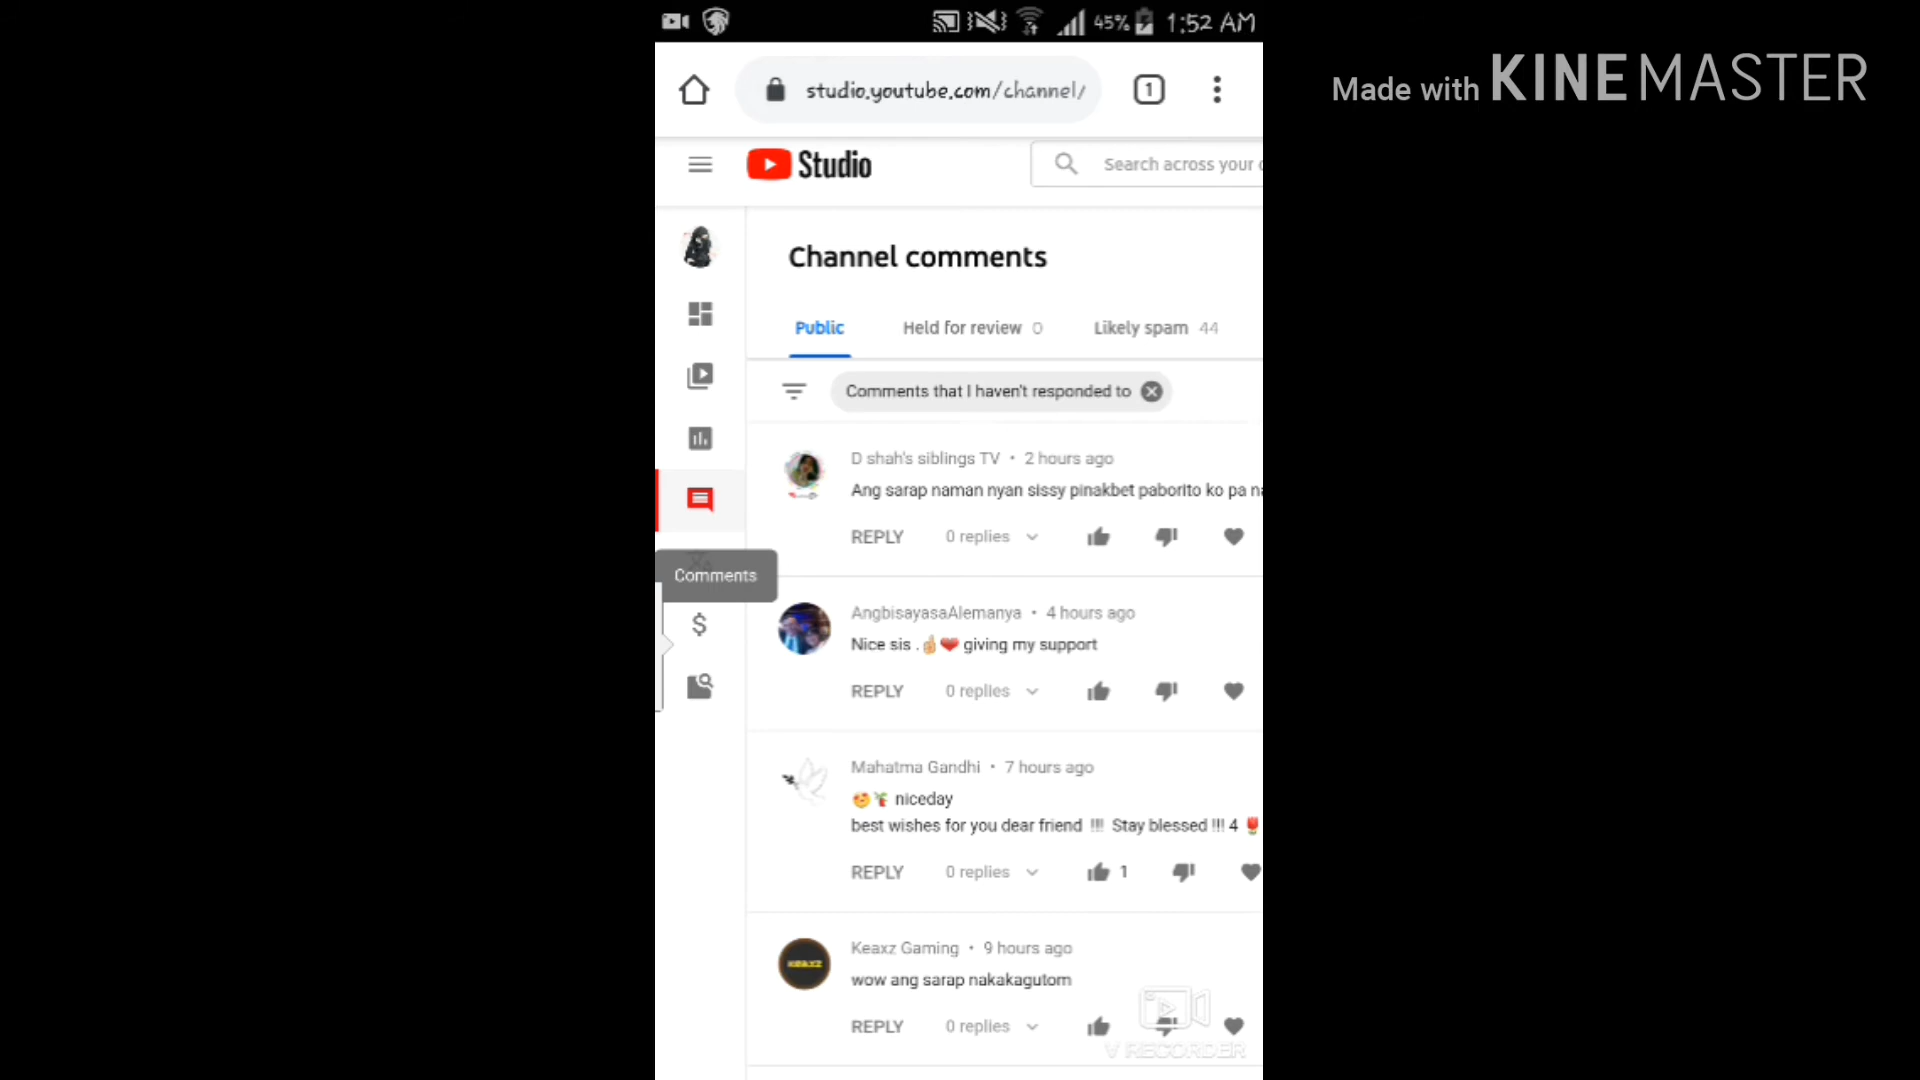 45% 1:52 AM
Made with KINEMASTER
studio.youtube.com/channel/
1
Studio
Search across your
Channel comments
Public Held for review 0 Likely spam 44
Comments that I haven't responded to
D shah's siblings TV • 2 hours ago
Ang sarap naman nyan sissy pinakbet paborito ko pa na
REPLY 0 replies
Comments
AngbisayasaAlemanya • 4 hours ago
Nice sis .☝❤ giving my support
REPLY 0 replies
Mahatma Gandhi • 7 hours ago
niceday
best wishes for you dear friend !!! Stay blessed !!! 4 🌷
REPLY 0 replies 1
Keaxz Gaming • 9 hours ago
wow ang sarap nakakagutom
KEAXZ
REPLY 0 replies
V RECORDER